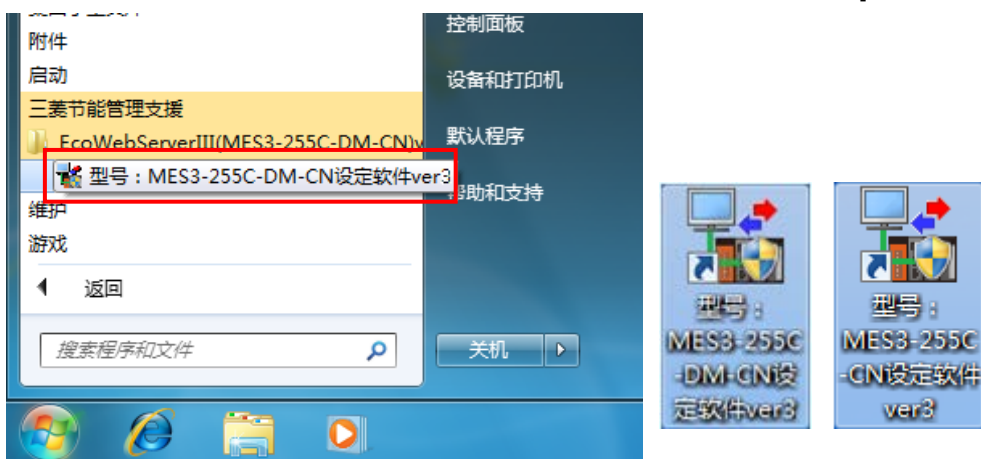 附件
启动
三菱节能管理支援
EcoWebServerIII(MES3-255C-DM-CN)v
型号：MES3-255C-DM-CN设定软件ver3
维护
游戏
返回
搜索程序和文件
控制面板
设备和打印机
默认程序
帮助和支持
关机
型号：
MES3-255C
-DM-CN设
定软件ver3
型号：
MES3-255C
-CN设定软件
ver3